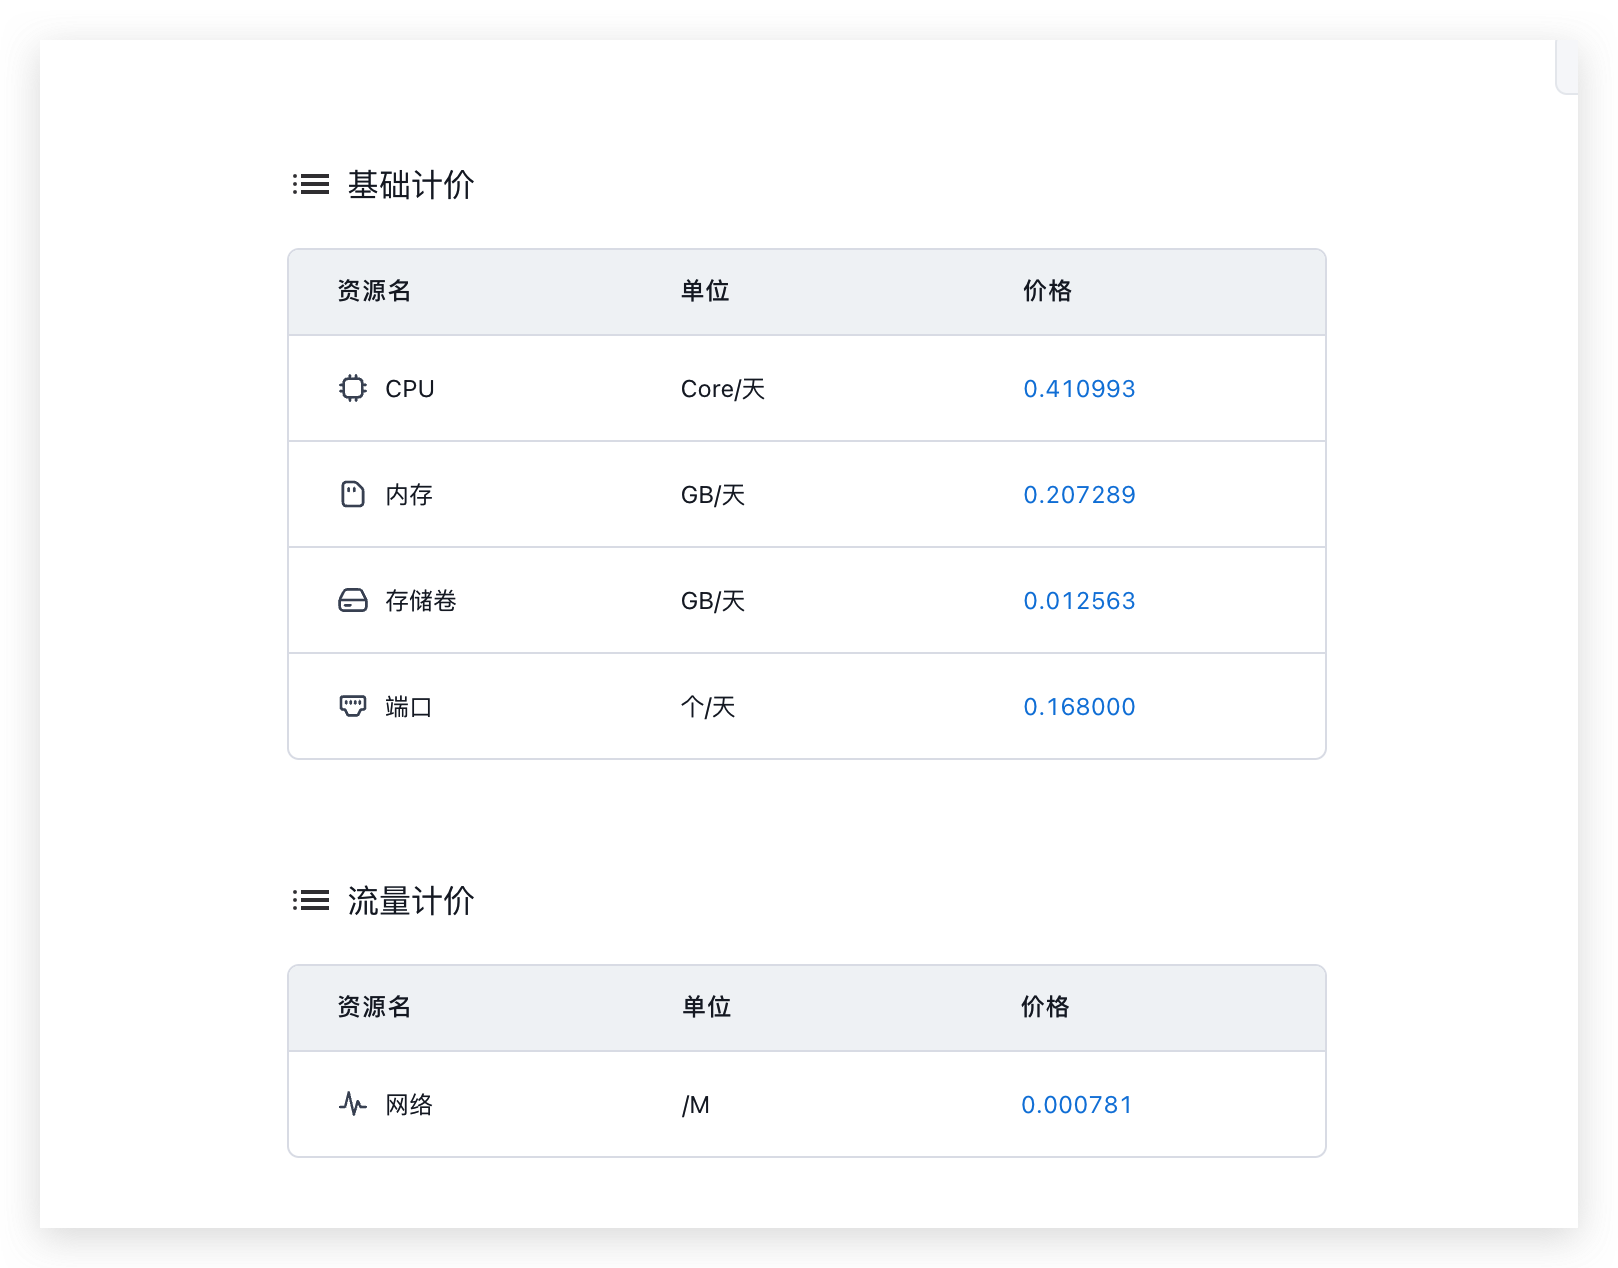 基础计价
资源名 单位 价格
CPU Core/天 0.410993
内存 GB/天 0.207289
存储卷 GB/天 0.012563
端口 个/天 0.168000
流量计价
资源名 单位 价格
网络 /M 0.000781